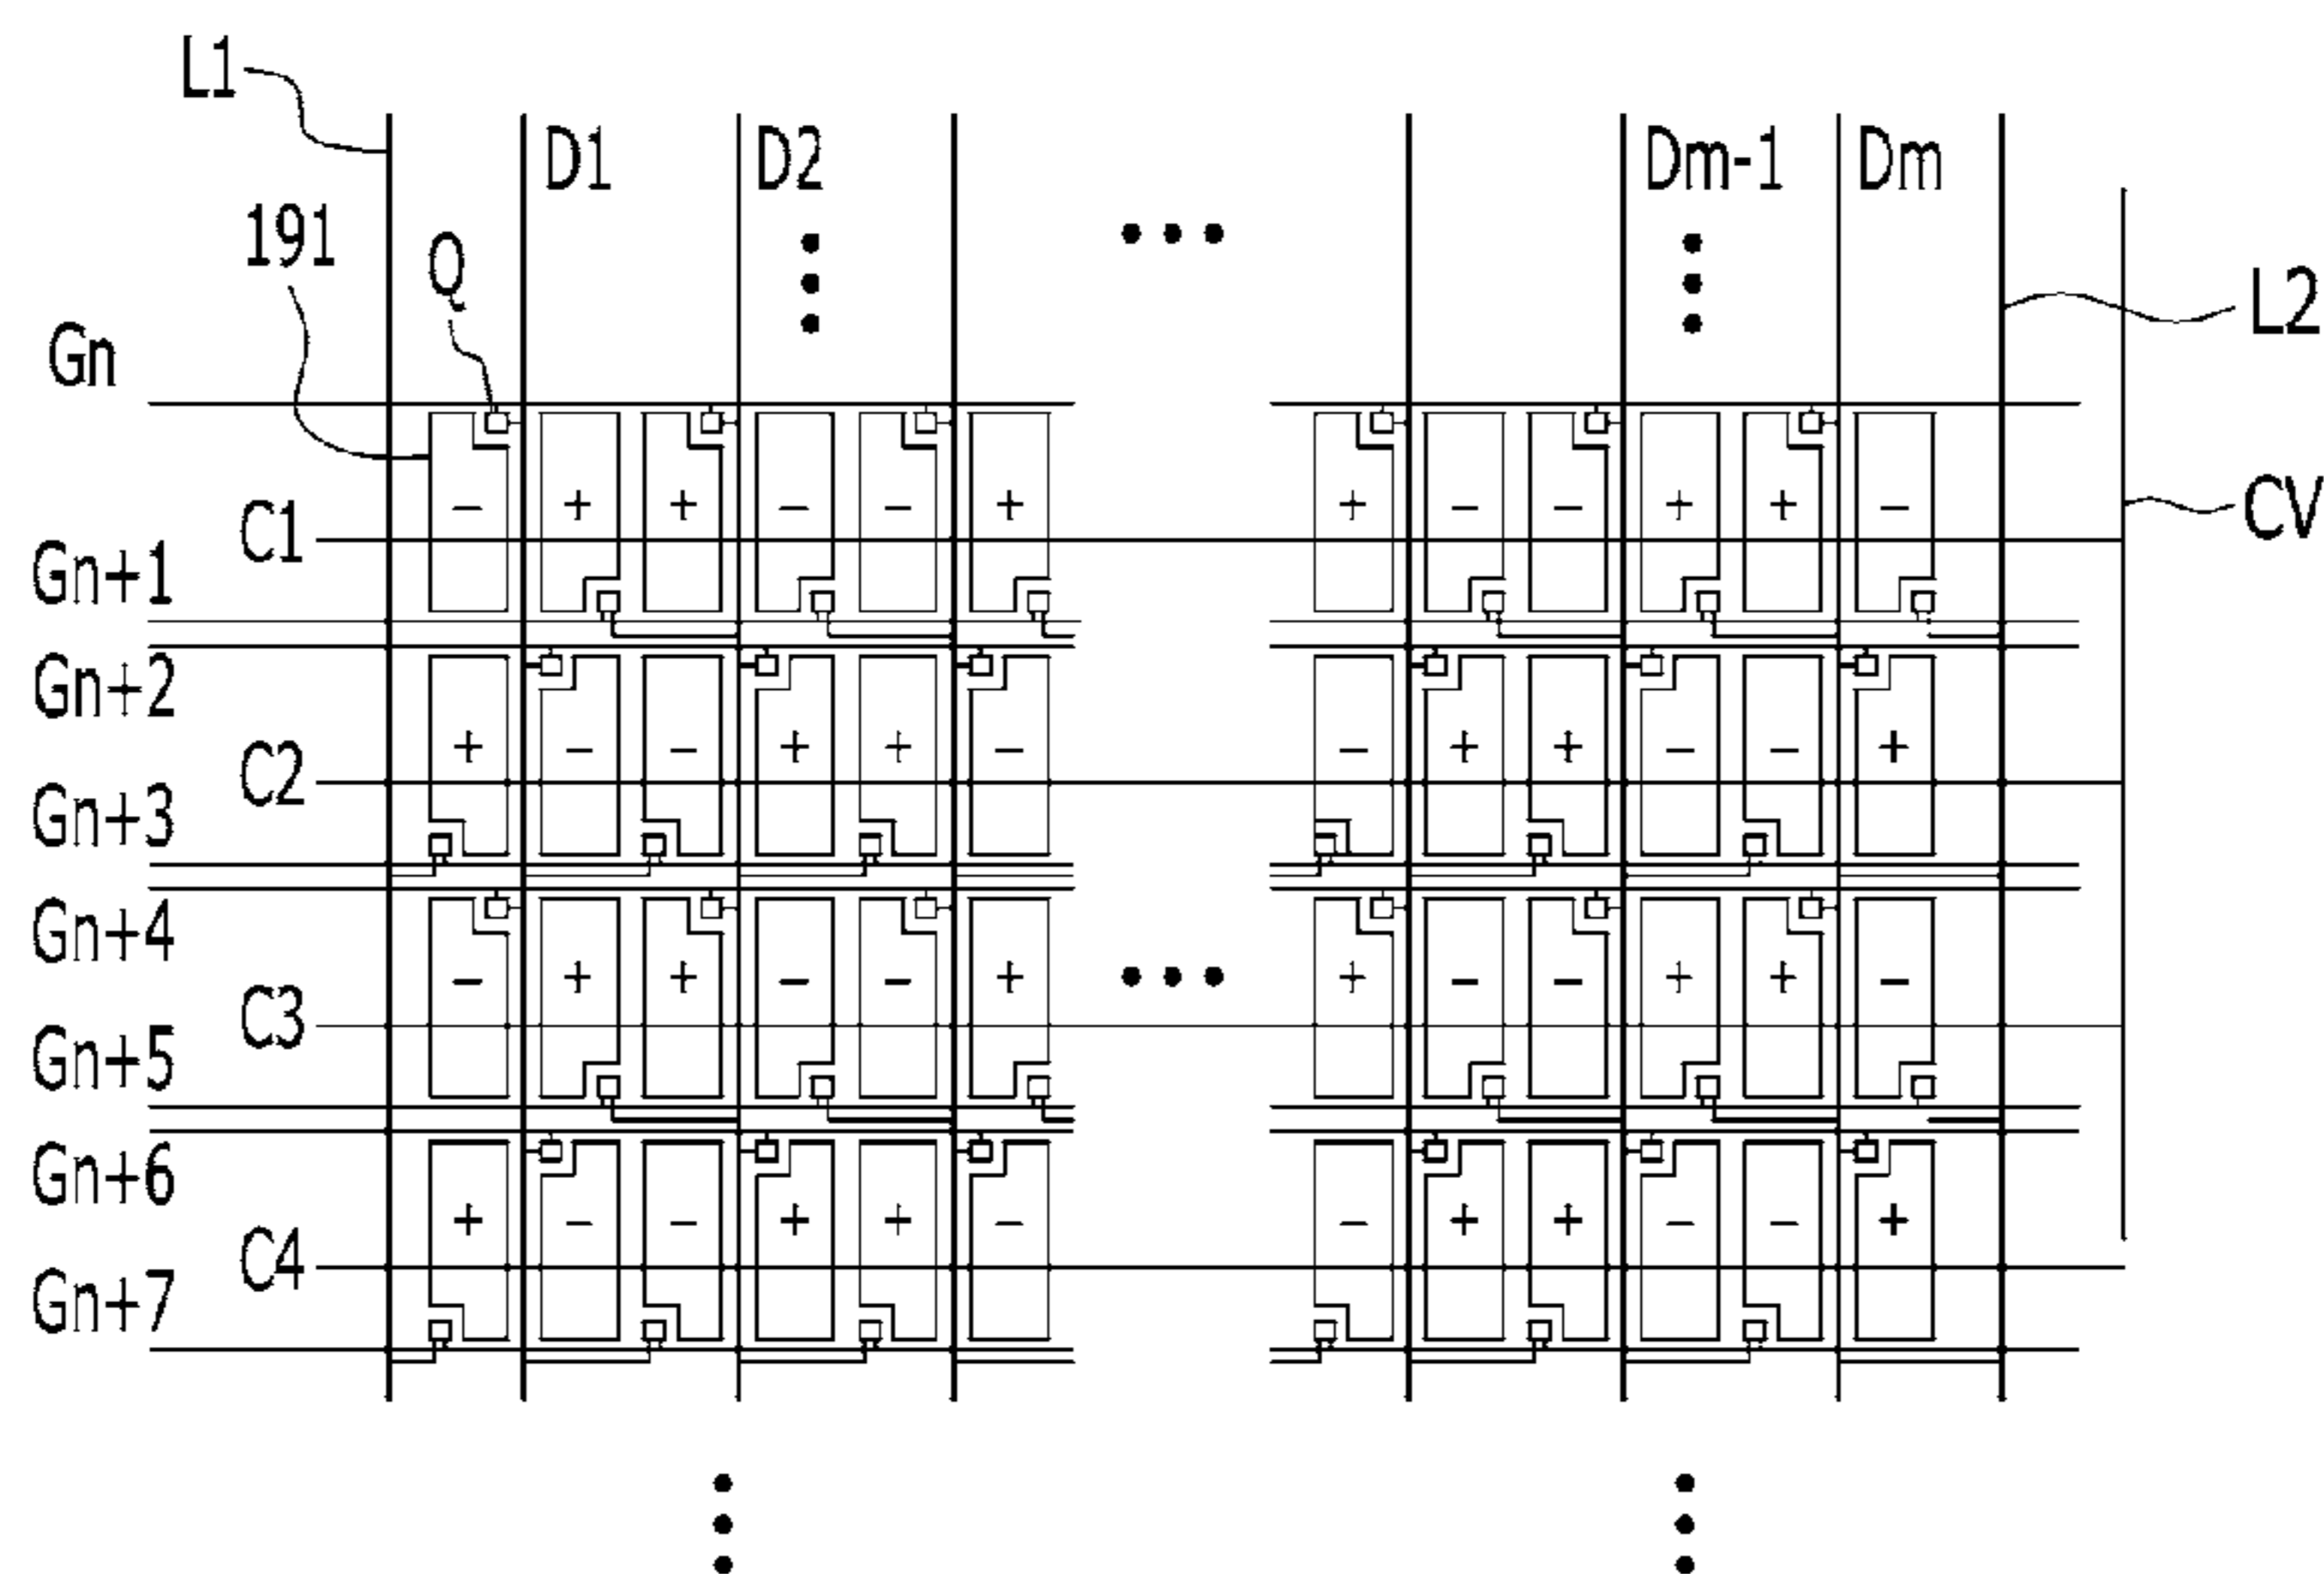 L1
D1 D2 Dm-1 Dm
191 Q
L2
Gn
C1 - + + - - + + - - + + - CV
Gn+1
Gn+2
C2 + - - + + - - + + - - +
Gn+3
Gn+4
C3 - + + - - + + - - + + -
Gn+5
Gn+6
C4 + - - + + - - + + - - +
Gn+7